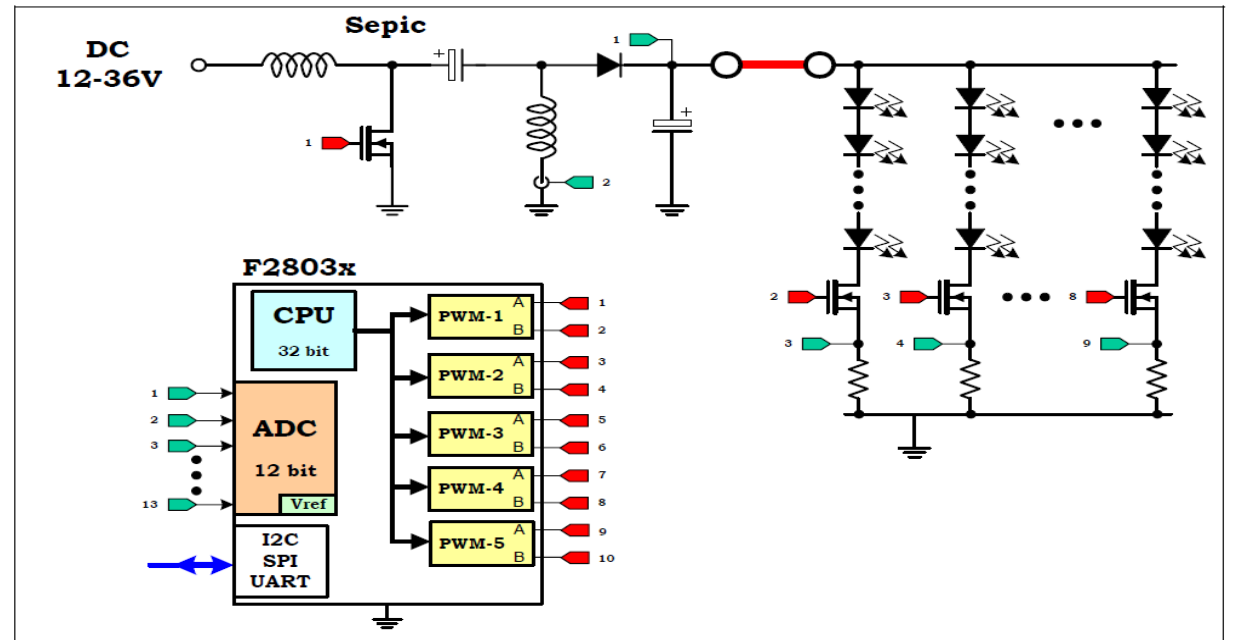 Sepic
DC
12-36V
+
1
1
2
+
2
3
8
3
4
9
F2803x
CPU
32 bit
PWM-1
A
1
B
2
PWM-2
A
3
B
4
PWM-3
A
5
B
6
PWM-4
A
7
B
8
PWM-5
A
9
B
10
1
2
3
13
ADC
12 bit
Vref
I2C
SPI
UART